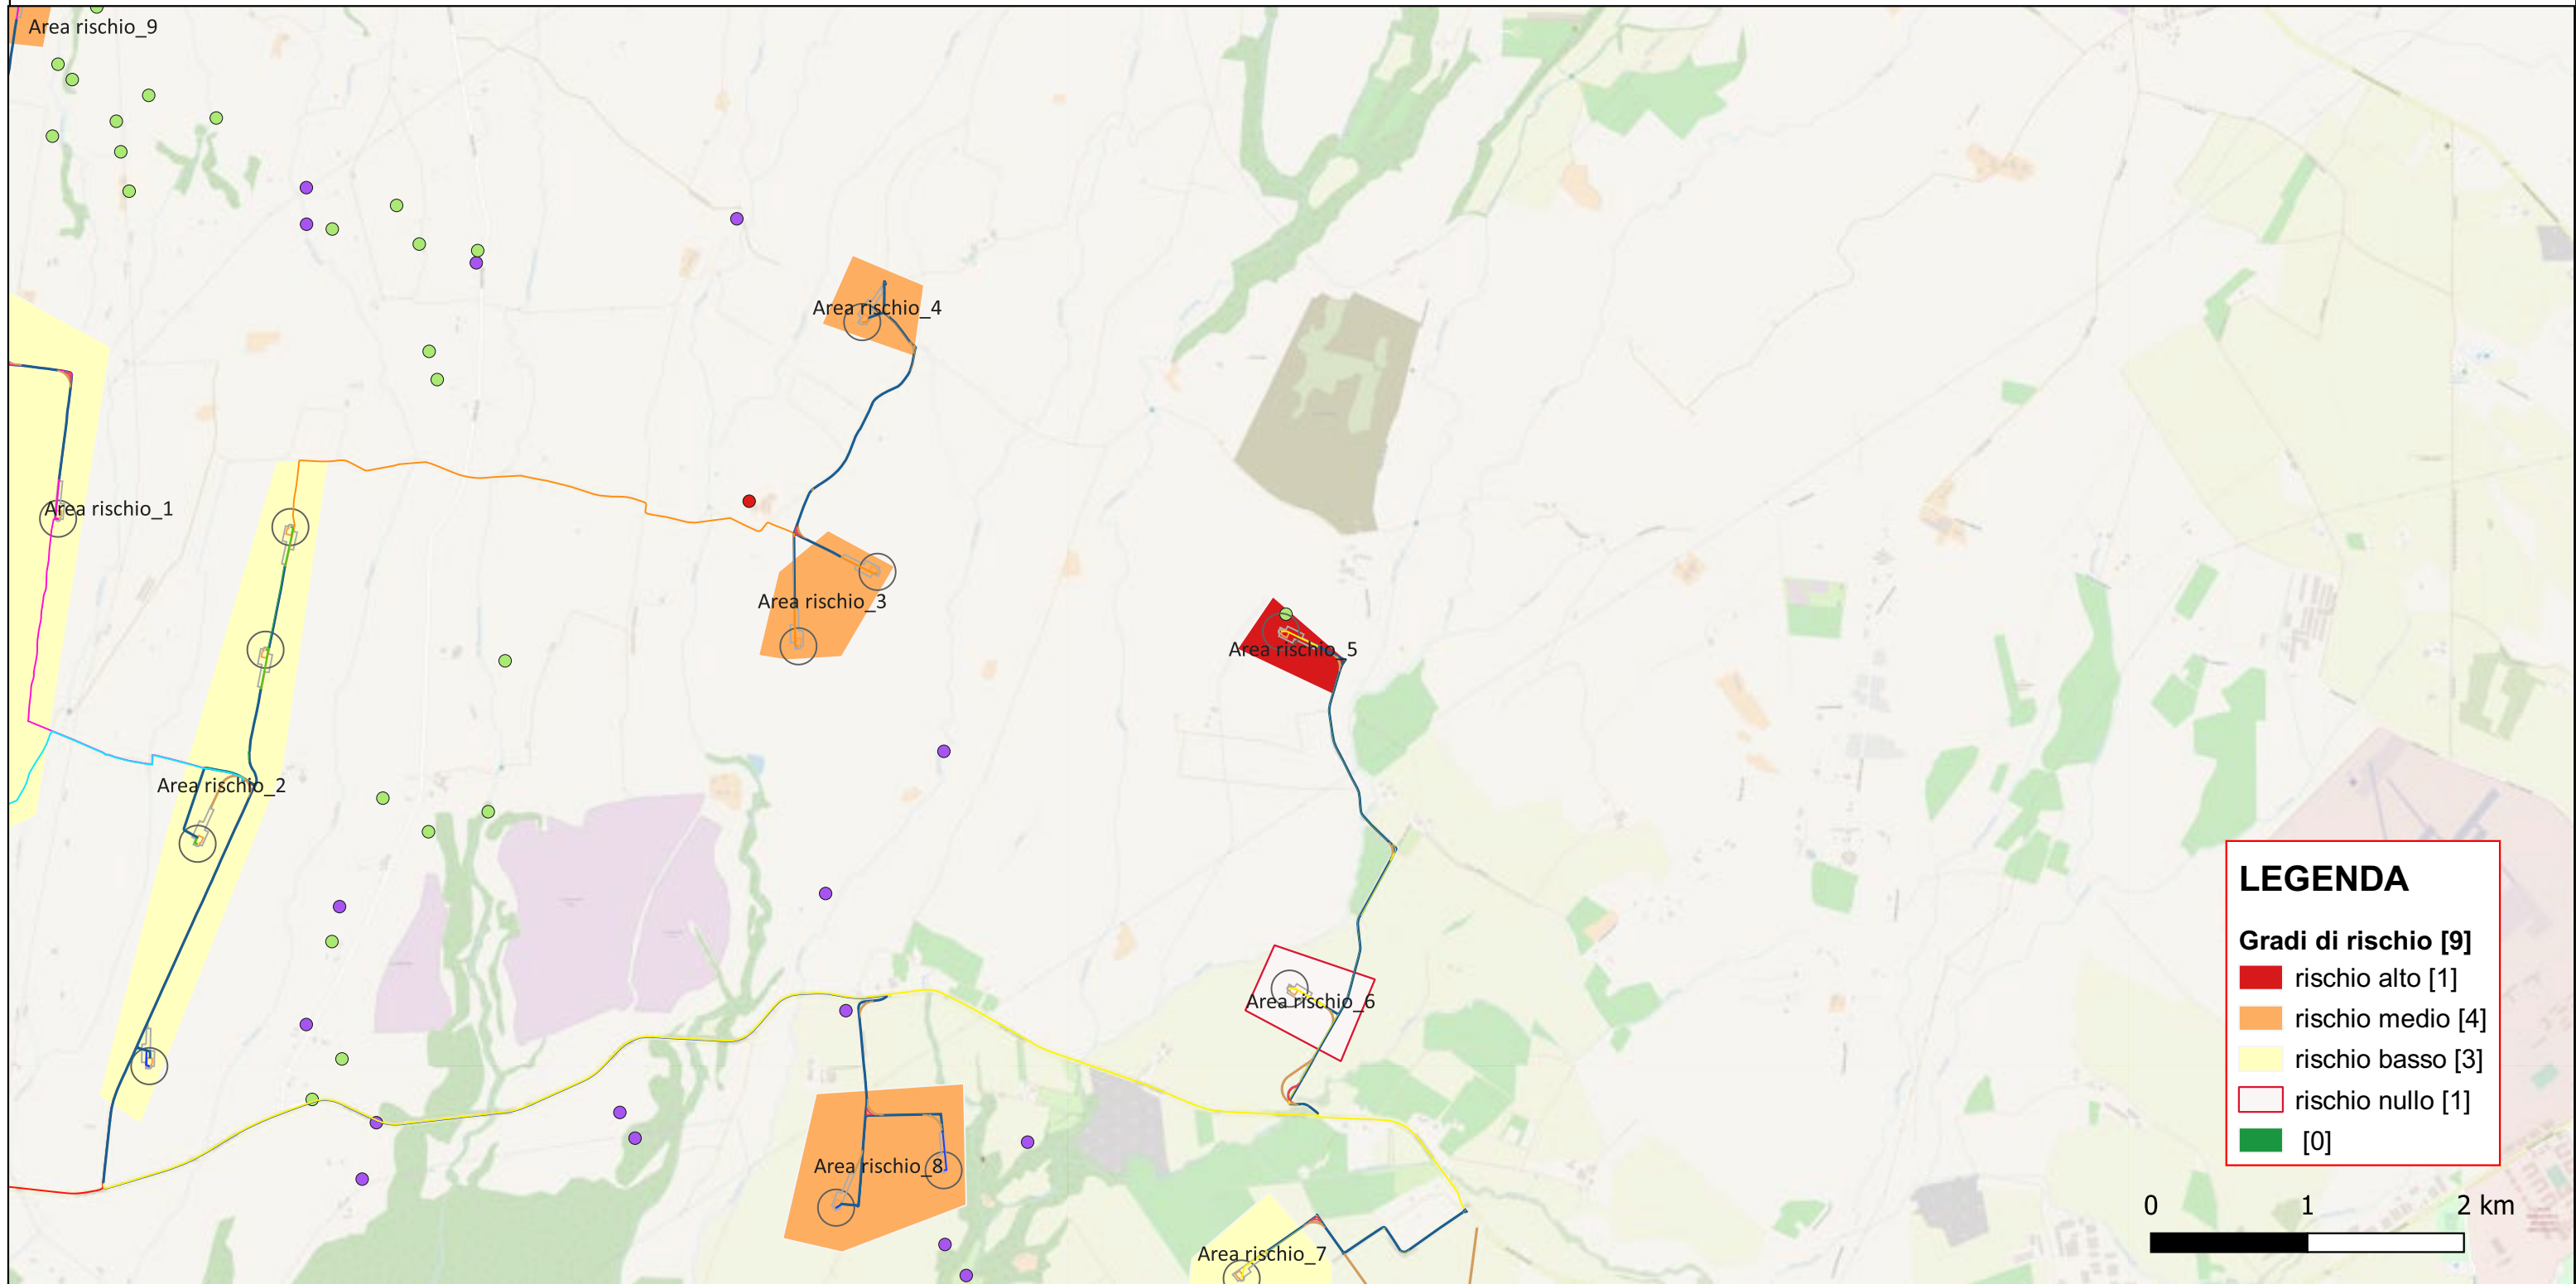 Area rischio_9
Area rischio_4
Area rischio_1
Area rischio_3
Area rischio_5
Area rischio_2
Area rischio_6
Area rischio_8
Area rischio_7
LEGENDA
Gradi di rischio [9]
rischio alto [1]
rischio medio [4]
rischio basso [3]
rischio nullo [1]
[0]
0 1 2 km